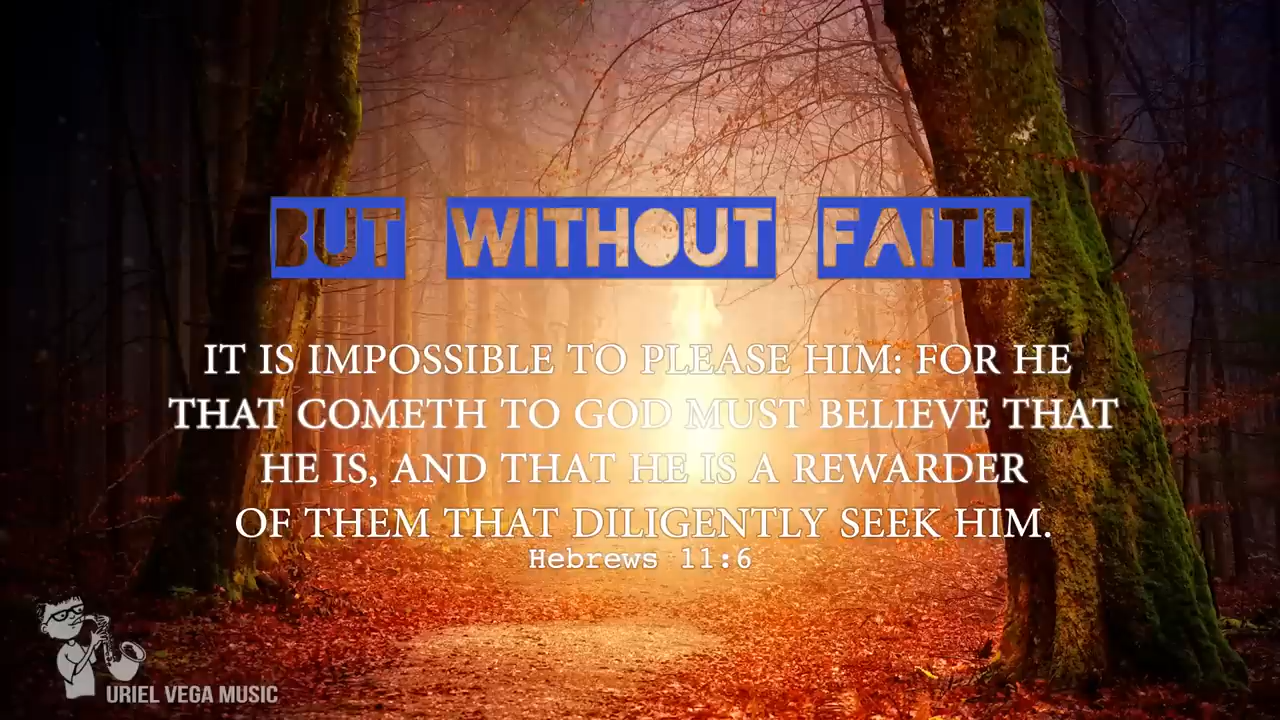 BUT WITHOUT FAITH
IT IS IMPOSSIBLE TO PLEASE HIM: FOR HE
THAT COMETH TO GOD MUST BELIEVE THAT
HE IS, AND THAT HE IS A REWARDER
OF THEM THAT DILIGENTLY SEEK HIM.
Hebrews 11:6
URIEL VEGA MUSIC